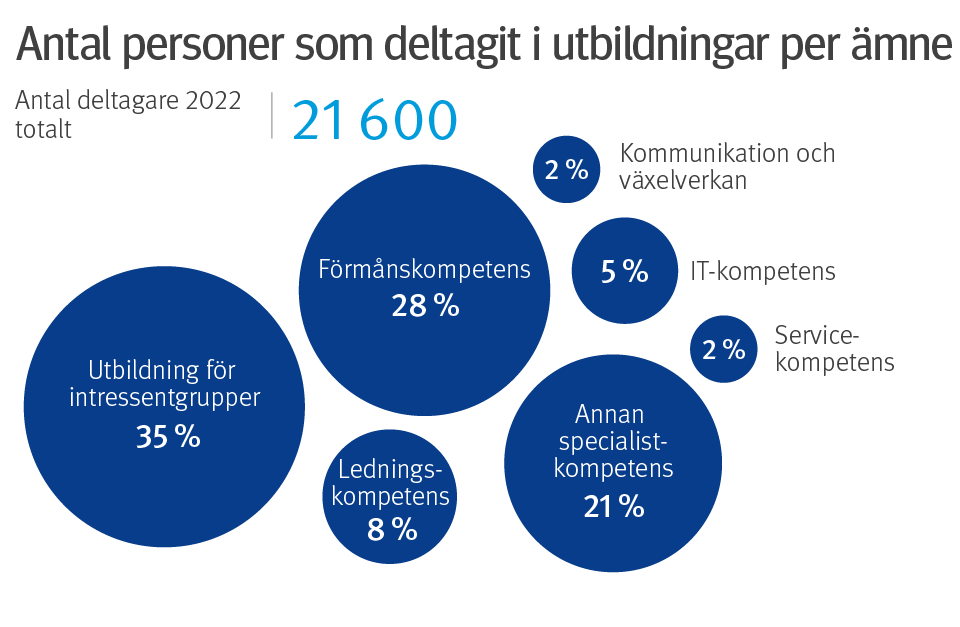 Antal personer som deltagit i utbildningar per ämne
Antal deltagare 2022
totalt
21 600
2 %
Kommunikation och
växelverkan
Förmånskompetens
28 %
5 %
IT-kompetens
2 %
Service-
kompetens
Utbildning för
intressentgrupper
35 %
Annan
specialist-
kompetens
21 %
Lednings-
kompetens
8 %